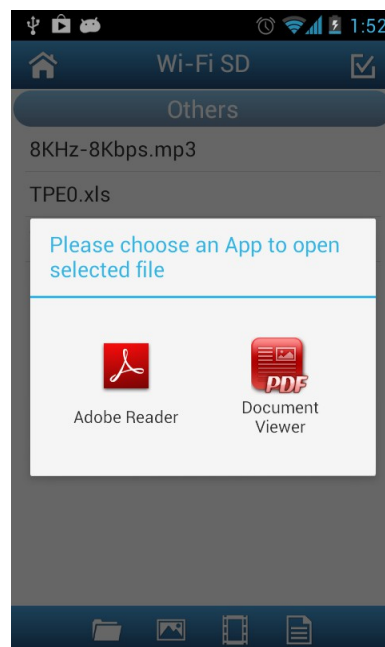 1:52
Wi-Fi SD
Others
8KHz-8Kbps.mp3
TPE0.xls
Please choose an App to open
selected file
PDF
Adobe Reader
Document
Viewer